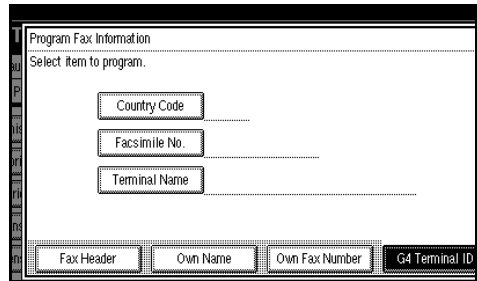 Program Fax Information
Select item to program.
Country Code
Facsimile No.
Terminal Name
Fax Header Own Name Own Fax Number G4 Terminal ID